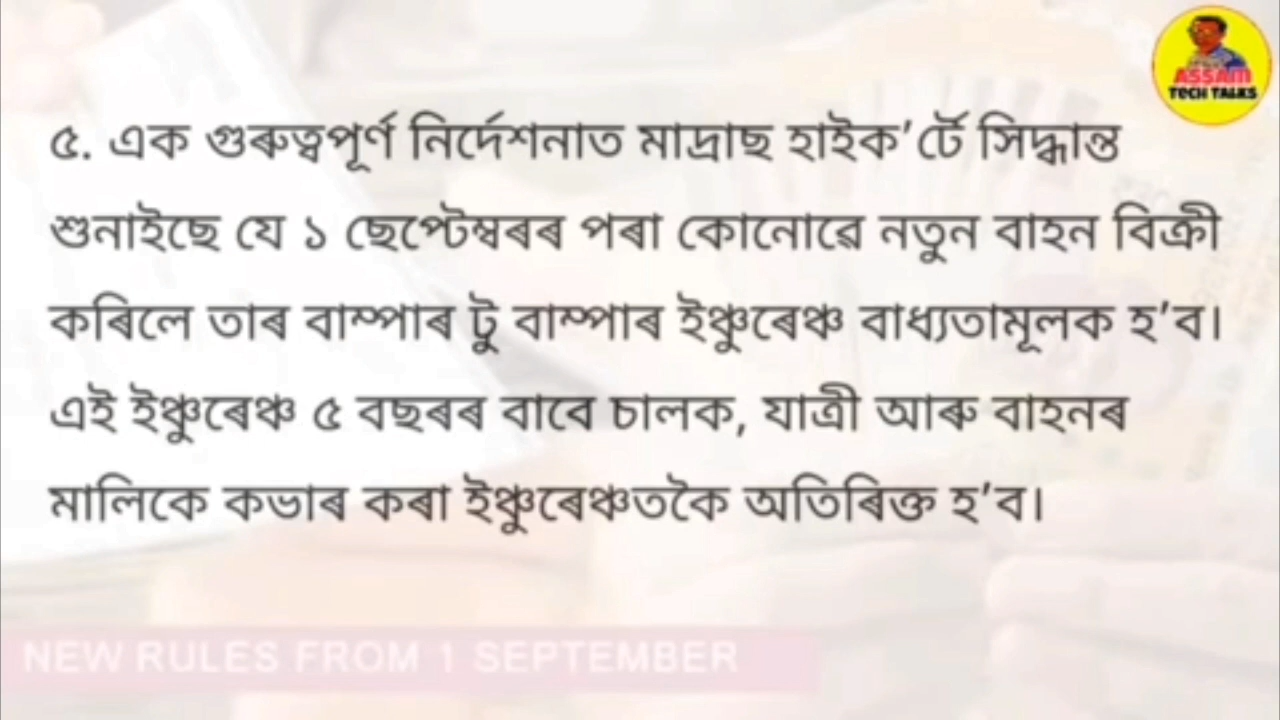 ASSAM
TECH TALKS
৫. এক গুৰুত্বপূৰ্ণ নিৰ্দেশনাত মাদ্ৰাছ হাইক'ৰ্টে সিদ্ধান্ত
শুনাইছে যে ১ ছেপ্টেম্বৰৰ পৰা কোনোৱে নতুন বাহন বিক্ৰী
কৰিলে তাৰ বাম্পাৰ টু বাম্পাৰ ইঞ্চুৰেঞ্চ বাধ্যতামূলক হ'ব।
এই ইঞ্চুৰেঞ্চ ৫ বছৰৰ বাবে চালক, যাত্ৰী আৰু বাহনৰ
মালিকে কভাৰ কৰা ইঞ্চুৰেঞ্চতকৈ অতিৰিক্ত হ'ব।
NEW RULES FROM 1 SEPTEMBER